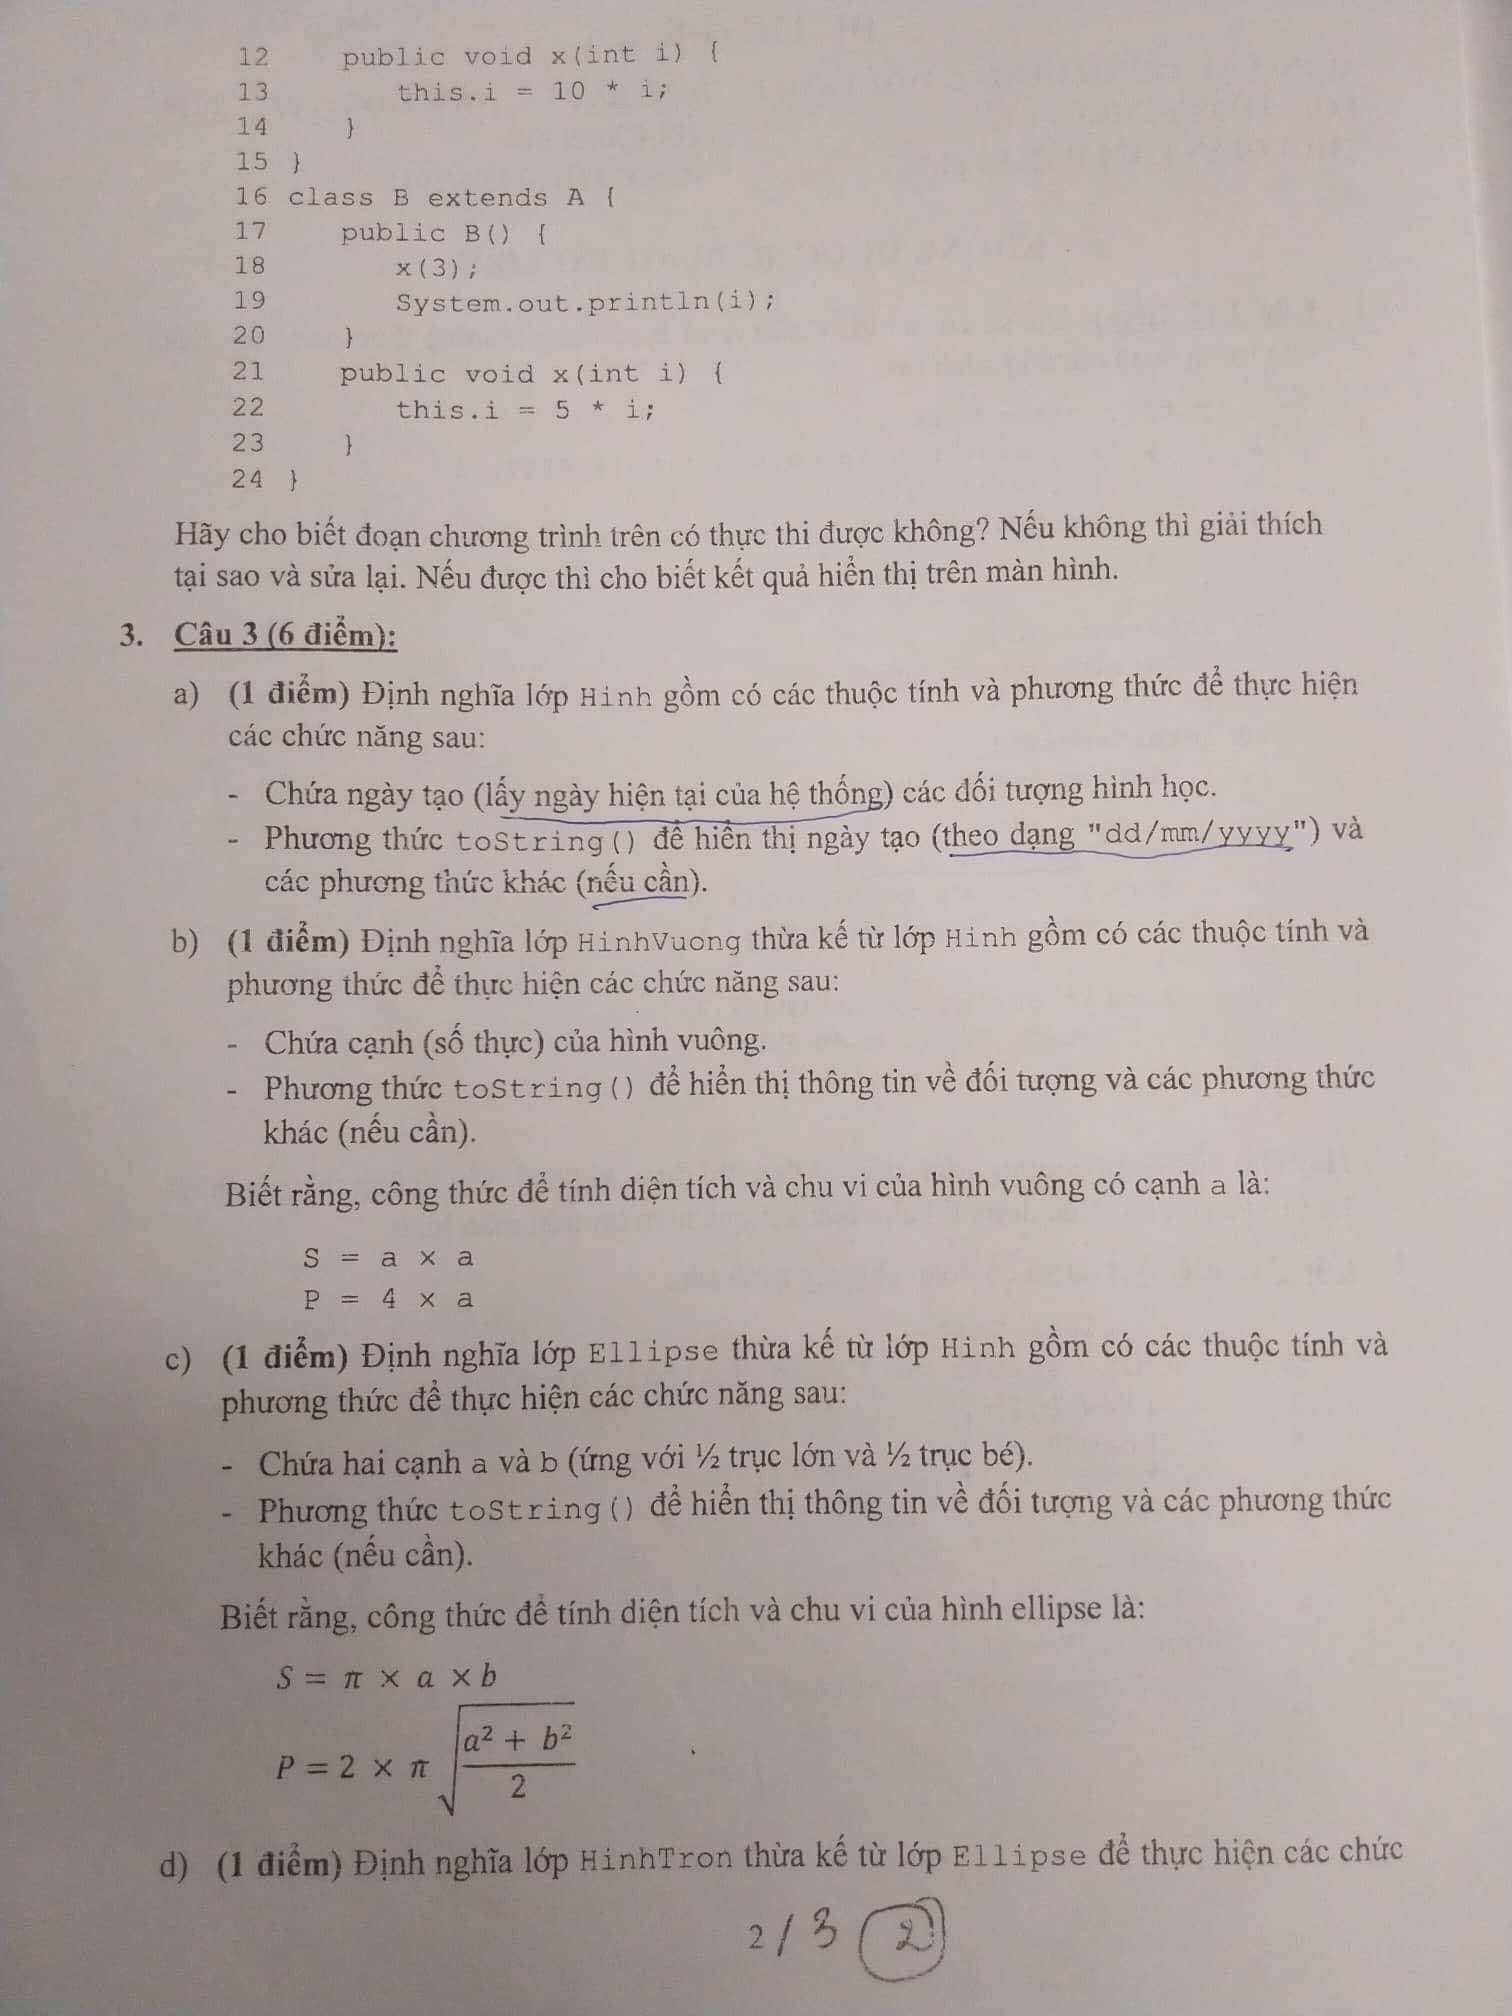 12 public void x(int i) {
13 this.i = 10 * i;
14 }
15 }
16 class B extends A {
17 public B() {
18 x(3);
19 System.out.println(i);
20 }
21 public void x(int i) {
22 this.i = 5 * i;
23 }
24 }
Hãy cho biết đoạn chương trình trên có thực thi được không? Nếu không thì giải thích
tại sao và sửa lại. Nếu được thì cho biết kết quả hiển thị trên màn hình.
3. Câu 3 (6 điểm):
a) (1 điểm) Định nghĩa lớp Hinh gồm có các thuộc tính và phương thức để thực hiện
các chức năng sau:
- Chứa ngày tạo (lấy ngày hiện tại của hệ thống) các đối tượng hình học.
- Phương thức toString() để hiển thị ngày tạo (theo dạng "dd/mm/yyyy") và
các phương thức khác (nếu cần).
b) (1 điểm) Định nghĩa lớp HinhVuong thừa kế từ lớp Hinh gồm có các thuộc tính và
phương thức để thực hiện các chức năng sau:
- Chứa cạnh (số thực) của hình vuông.
- Phương thức toString() để hiển thị thông tin về đối tượng và các phương thức
khác (nếu cần).
Biết rằng, công thức để tính diện tích và chu vi của hình vuông có cạnh a là:
S = a × a
P = 4 × a
c) (1 điểm) Định nghĩa lớp Ellipse thừa kế từ lớp Hinh gồm có các thuộc tính và
phương thức để thực hiện các chức năng sau:
- Chứa hai cạnh a và b (ứng với ½ trục lớn và ½ trục bé).
- Phương thức toString() để hiển thị thông tin về đối tượng và các phương thức
khác (nếu cần).
Biết rằng, công thức để tính diện tích và chu vi của hình ellipse là:
S = π × a × b
P = 2 × π √((a² + b²)/2)
d) (1 điểm) Định nghĩa lớp HinhTron thừa kế từ lớp Ellipse để thực hiện các chức
2/3 2